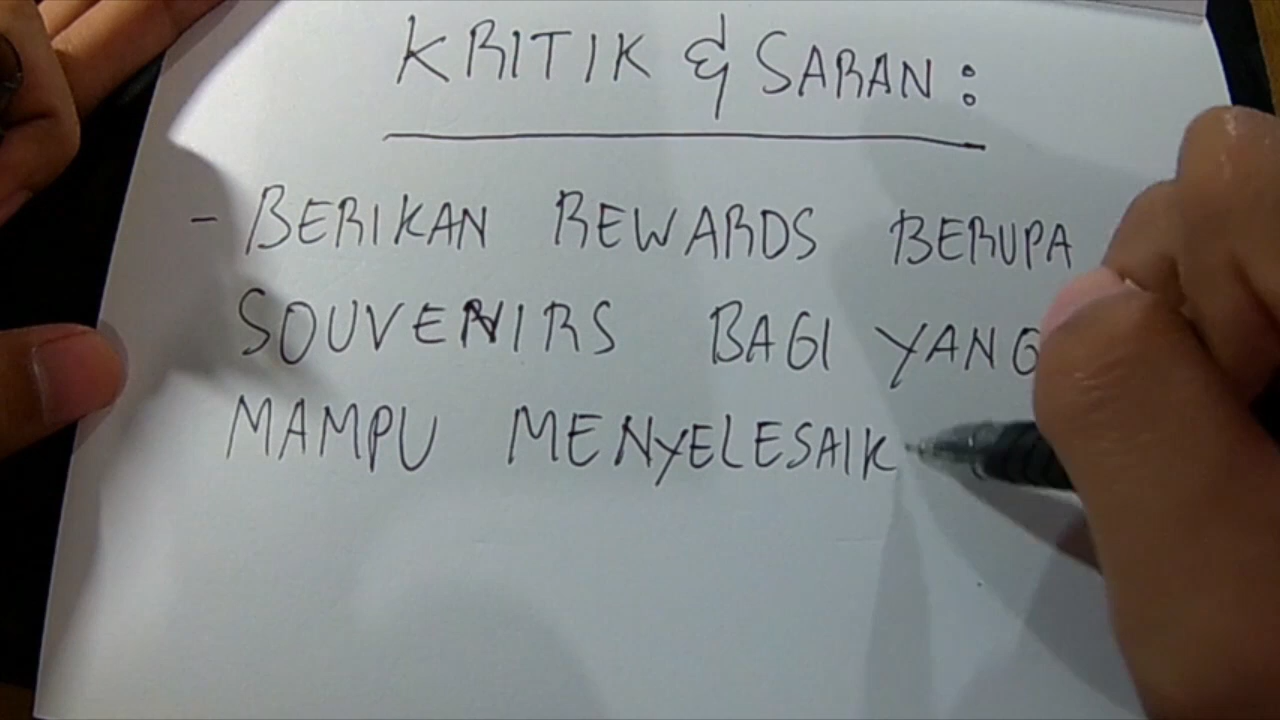 KRITIK & SARAN:
- BERIKAN REWARDS BERUPA
SOUVENIRS BAGI YANG
MAMPU MENYELESAIK